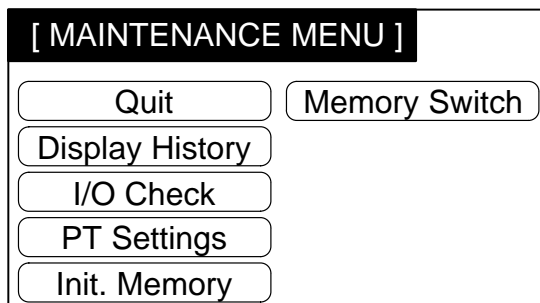 [ MAINTENANCE MENU ]
Quit Memory Switch
Display History
I/O Check
PT Settings
Init. Memory